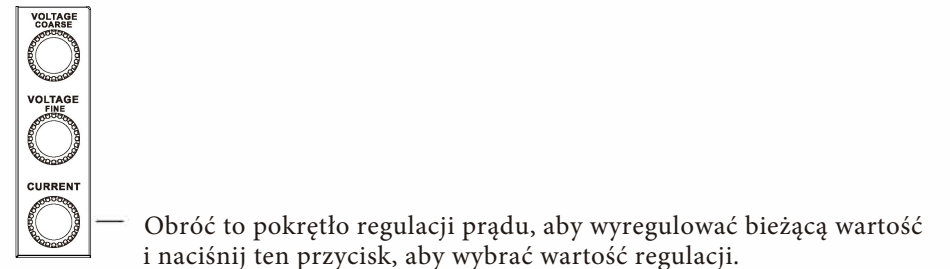 VOLTAGE
COARSE
VOLTAGE
FINE
CURRENT
Obróć to pokrętło regulacji prądu, aby wyregulować bieżącą wartość
i naciśnij ten przycisk, aby wybrać wartość regulacji.